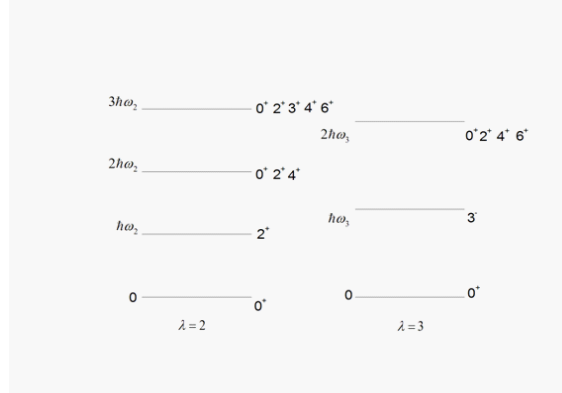 3ħω₂ 0⁺ 2⁺ 3⁺ 4⁺ 6⁺
2ħω₃ 0⁺ 2⁺ 4⁺ 6⁺
2ħω₂ 0⁺ 2⁺ 4⁺
ħω₂ 2⁺
ħω₃ 3⁻
0 0⁺
0 0⁺
λ = 2
λ = 3